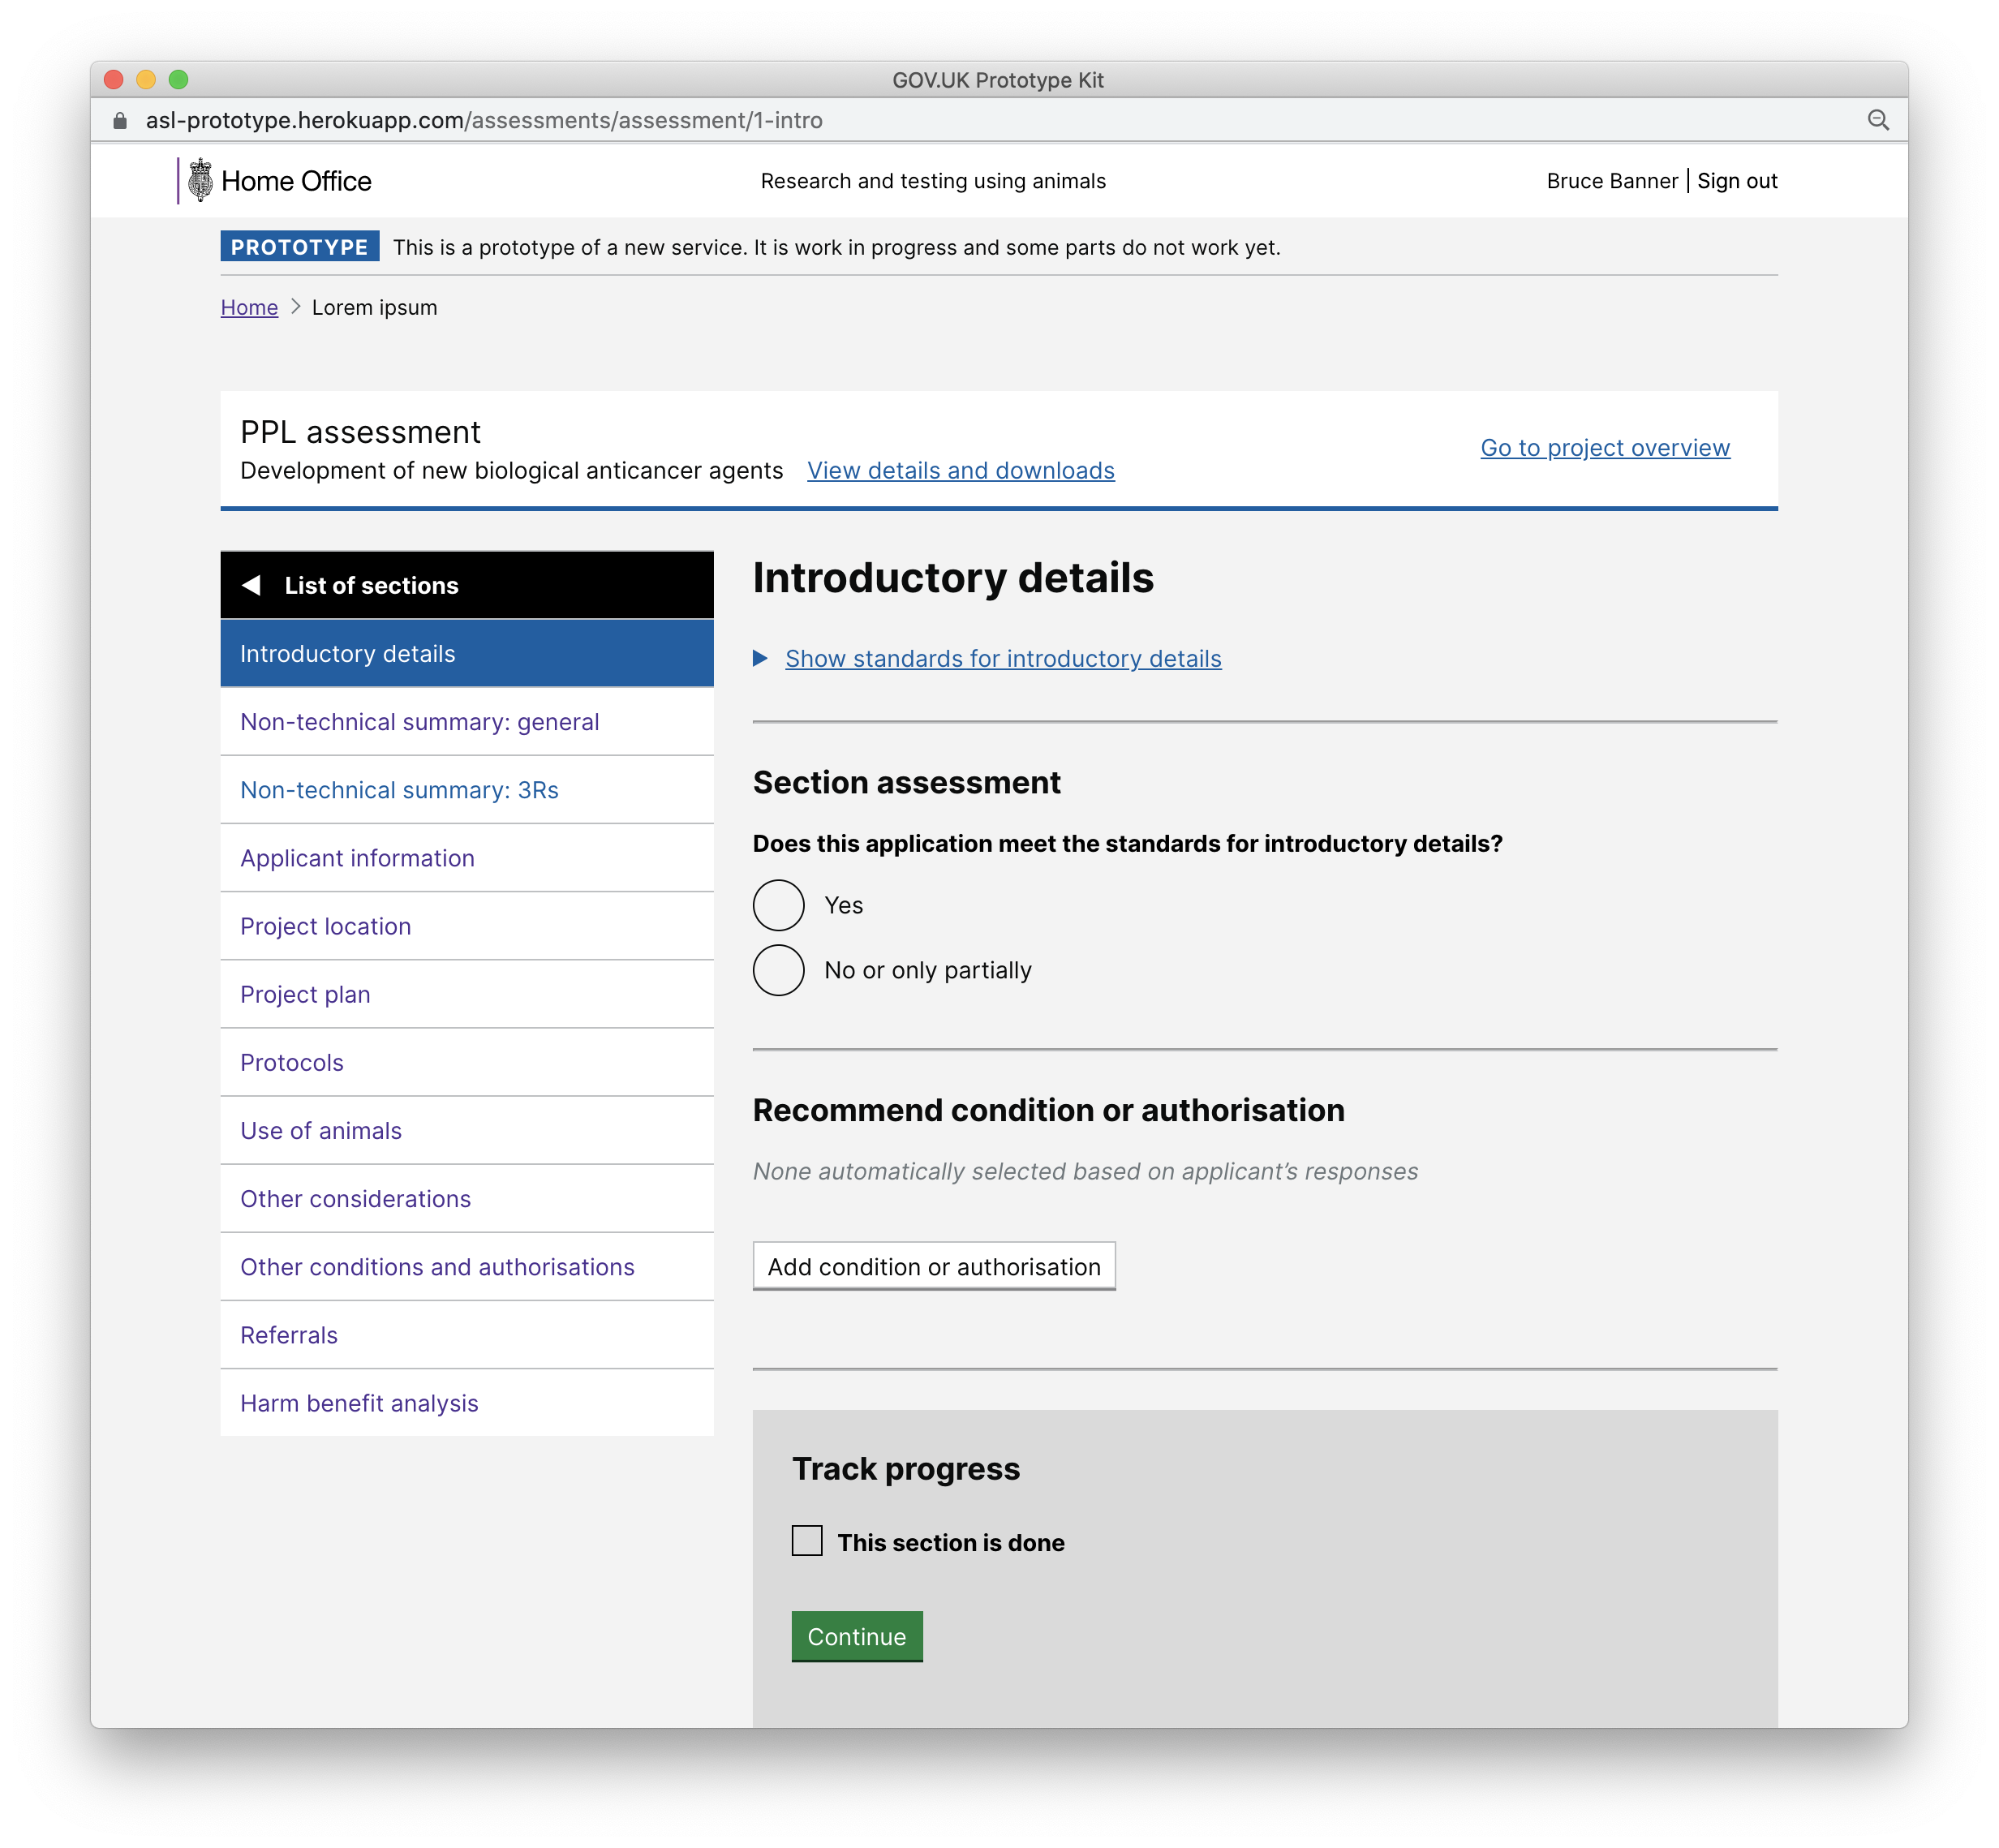 GOV.UK Prototype Kit
asl-prototype.herokuapp.com/assessments/assessment/1-intro
Home Office
Research and testing using animals
Bruce Banner | Sign out
PROTOTYPE This is a prototype of a new service. It is work in progress and some parts do not work yet.
Home > Lorem ipsum
PPL assessment
Development of new biological anticancer agents View details and downloads
Go to project overview
List of sections
Introductory details
Non-technical summary: general
Non-technical summary: 3Rs
Applicant information
Project location
Project plan
Protocols
Use of animals
Other considerations
Other conditions and authorisations
Referrals
Harm benefit analysis
Introductory details
Show standards for introductory details
Section assessment
Does this application meet the standards for introductory details?
Yes
No or only partially
Recommend condition or authorisation
None automatically selected based on applicant’s responses
Add condition or authorisation
Track progress
This section is done
Continue